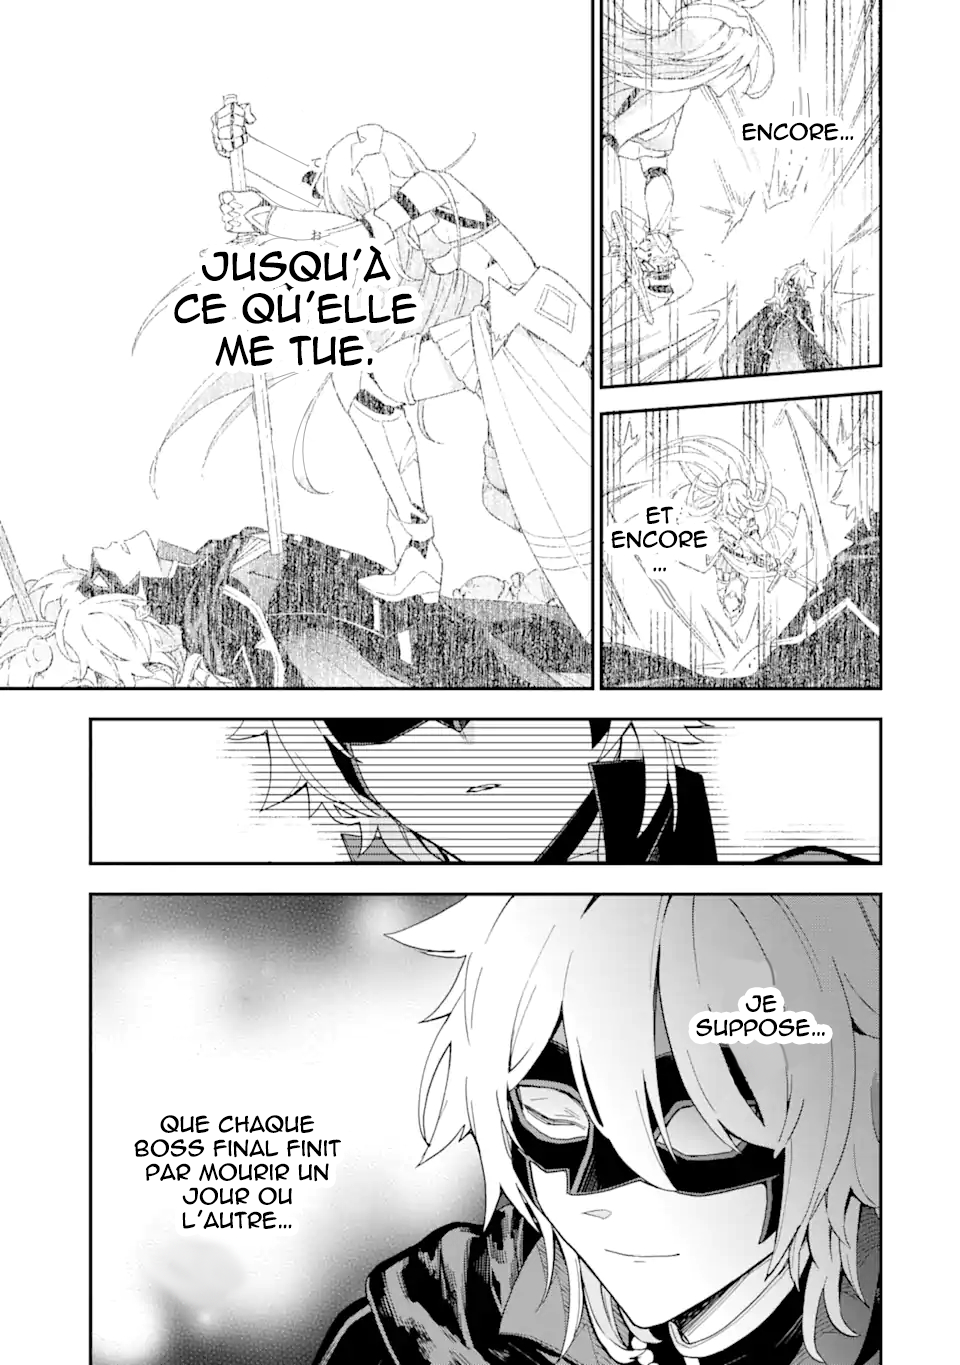 ENCORE...
ET
ENCORE
...
JUSQU'À
CE QU'ELLE
ME TUE.
JE
SUPPOSE...
QUE CHAQUE
BOSS FINAL FINIT
PAR MOURIR UN
JOUR OU
L'AUTRE...